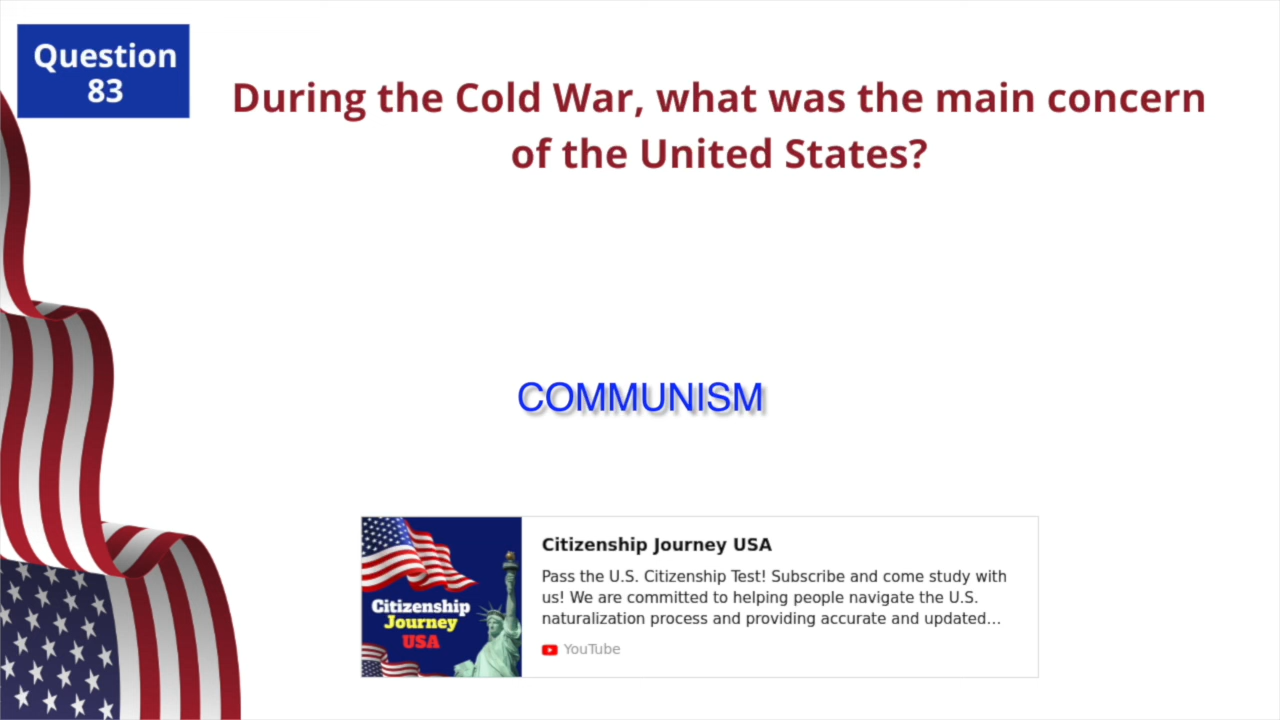 Question
83
During the Cold War, what was the main concern
of the United States?
COMMUNISM
Citizenship
Journey
USA
Citizenship Journey USA
Pass the U.S. Citizenship Test! Subscribe and come study with
us! We are committed to helping people navigate the U.S.
naturalization process and providing accurate and updated...
YouTube